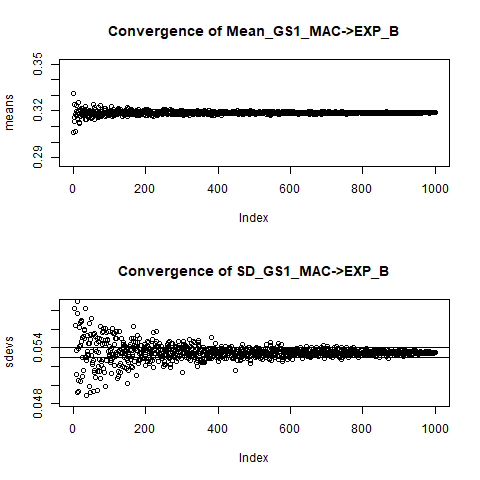 Convergence of Mean_GS1_MAC->EXP_B
means
0.35
0.32
0.29
0 200 400 600 800 1000
Index
Convergence of SD_GS1_MAC->EXP_B
sdevs
0.054
0.048
0 200 400 600 800 1000
Index